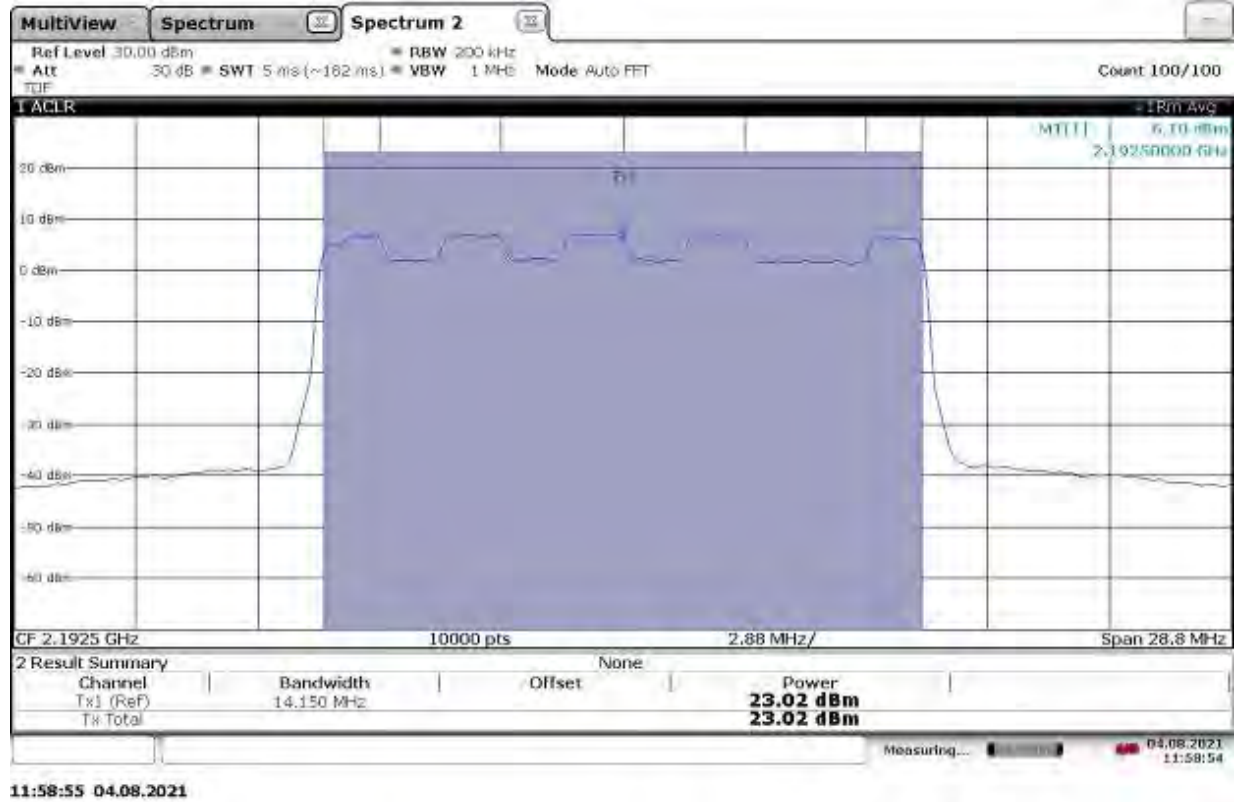 MultiView Spectrum Spectrum 2
Ref Level 30.00 dBm RBW 200 kHz
Att 30 dB SWT 5 ms (~182 ms) VBW 1 MHz Mode Auto FFT Count 100/100
TDF
1 ACLR 1Rm Avg
M1[1] 6.10 dBm
2.19250000 GHz
20 dBm
Tx1
10 dBm
0 dBm
-10 dBm
-20 dBm
-30 dBm
-40 dBm
-50 dBm
-60 dBm
CF 2.1925 GHz 10000 pts 2.88 MHz/ Span 28.8 MHz
2 Result Summary None
Channel Bandwidth Offset Power
Tx1 (Ref) 14.150 MHz 23.02 dBm
Tx Total 23.02 dBm
Measuring... 04.08.2021
11:58:54
11:58:55 04.08.2021